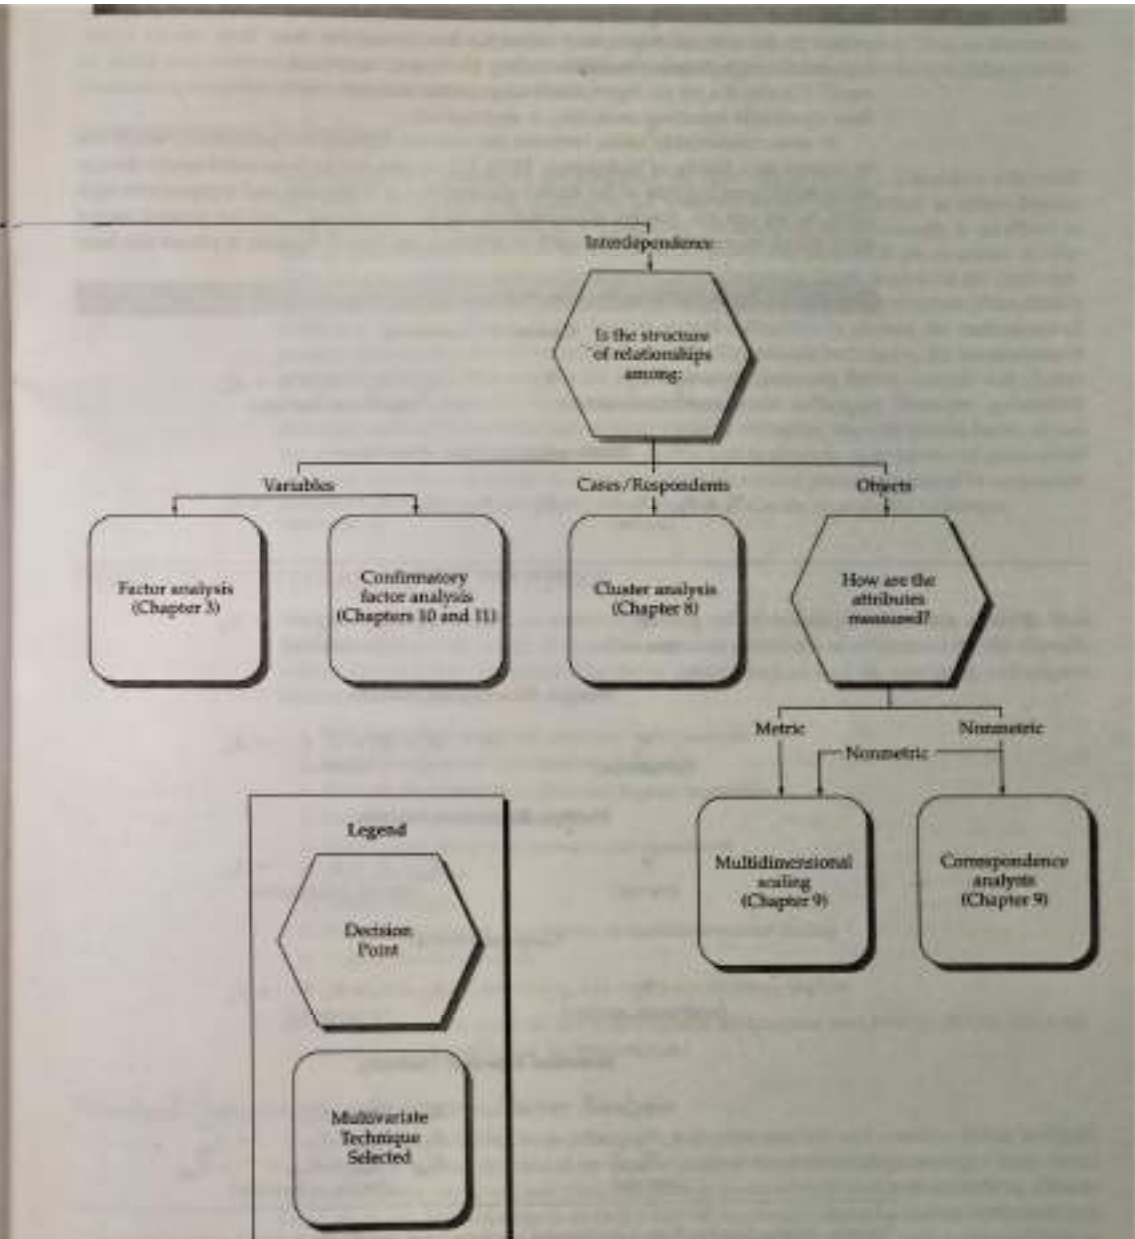 Interdependence
Is the structure
of relationships
among:
Variables
Cases/Respondents
Objects
Factor analysis
(Chapter 3)
Confirmatory
factor analysis
(Chapters 10 and 11)
Cluster analysis
(Chapter 8)
How are the
attributes
measured?
Metric
Nonmetric
Nonmetric
Multidimensional
scaling
(Chapter 9)
Correspondence
analysis
(Chapter 9)
Legend
Decision
Point
Multivariate
Technique
Selected